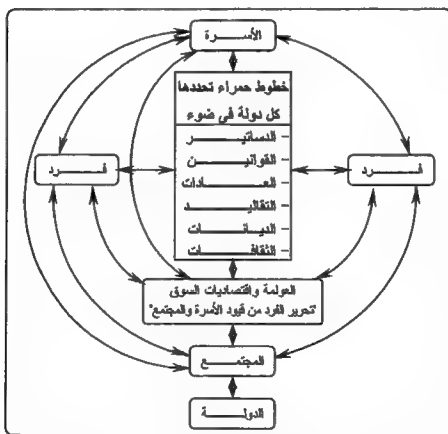 الأسرة
خطوط حمراء تحددها
كل دولة في ضوء
- الدساتير
- القوانين
- العادات
- التقاليد
- الديانات
- الثقافات
فرد
فرد
العولمة واقتصاديات السوق
"تحرير الفرد من قيود الأسرة والمجتمع"
المجتمع
الدولة